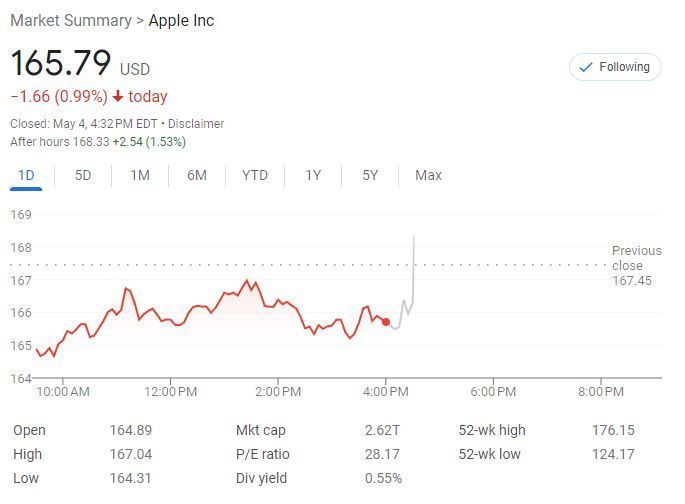 Market Summary > Apple Inc
165.79 USD
Following
−1.66 (0.99%) ↓ today
Closed: May 4, 4:32 PM EDT • Disclaimer
After hours 168.33 +2.54 (1.53%)
1D 5D 1M 6M YTD 1Y 5Y Max
169
168
167
166
165
164
Previous
close
167.45
10:00 AM 12:00 PM 2:00 PM 4:00 PM 6:00 PM 8:00 PM
Open 164.89 Mkt cap 2.62T 52-wk high 176.15
High 167.04 P/E ratio 28.17 52-wk low 124.17
Low 164.31 Div yield 0.55%